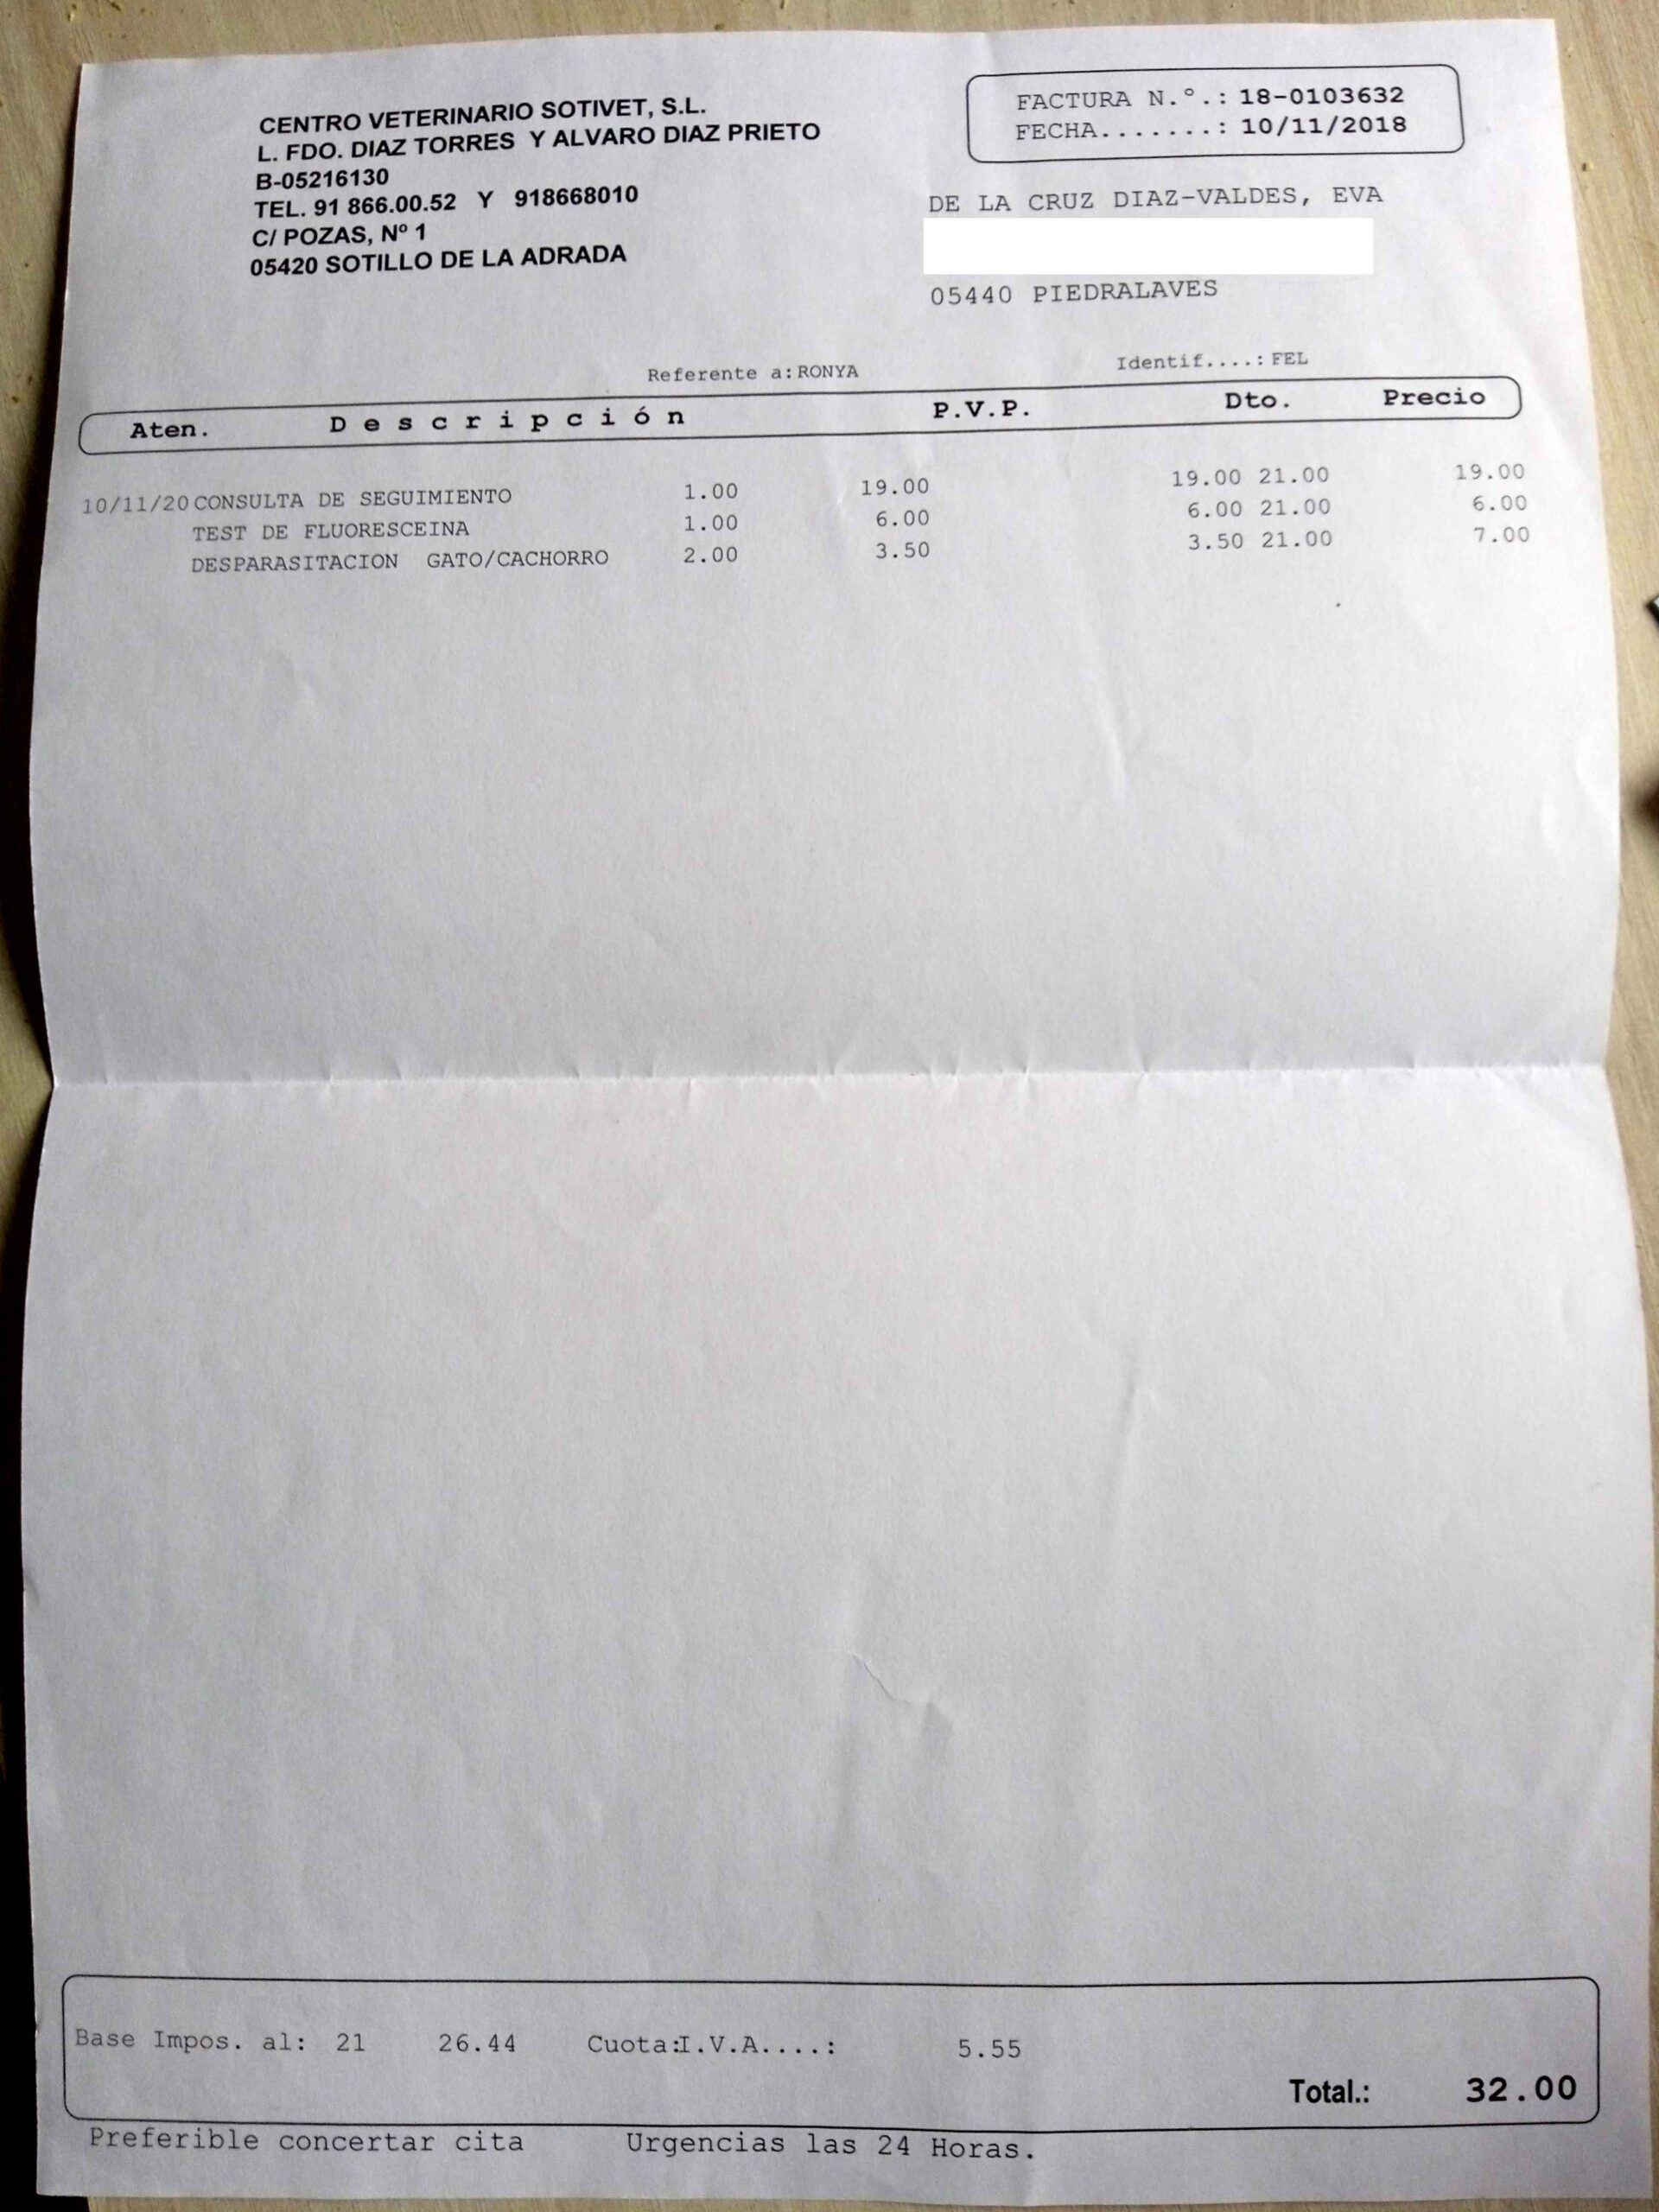 CENTRO VETERINARIO SOTIVET, S.L.
L. FDO. DIAZ TORRES Y ALVARO DIAZ PRIETO
B-05216130
TEL. 91 866.00.52 Y 918668010
C/ POZAS, Nº 1
05420 SOTILLO DE LA ADRADA
FACTURA N.º.: 18-0103632
FECHA.......: 10/11/2018
DE LA CRUZ DIAZ-VALDES, EVA
05440 PIEDRALAVES
Referente a: RONYA Identif....: FEL
Aten. Descripción P.V.P. Dto. Precio
10/11/20 CONSULTA DE SEGUIMIENTO 1.00 19.00 19.00 21.00 19.00
TEST DE FLUORESCEINA 1.00 6.00 6.00 21.00 6.00
DESPARASITACION GATO/CACHORRO 2.00 3.50 3.50 21.00 7.00
Base Impos. al: 21 26.44 Cuota:I.V.A....: 5.55
Total.: 32.00
Preferible concertar cita Urgencias las 24 Horas.